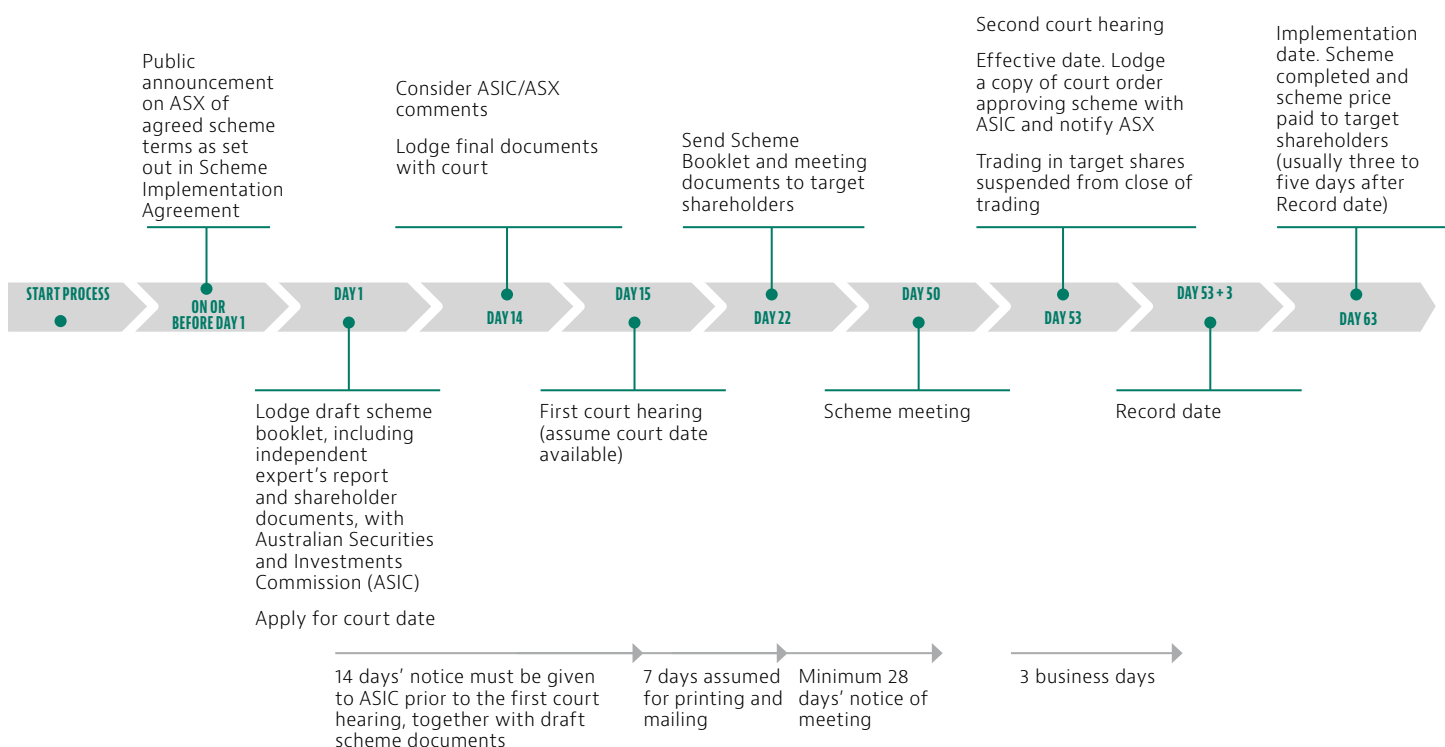 Public
announcement
on ASX of
agreed scheme
terms as set
out in Scheme
Implementation
Agreement
Consider ASIC/ASX
comments
Lodge final documents
with court
Send Scheme
Booklet and meeting
documents to target
shareholders
Second court hearing
Effective date. Lodge
a copy of court order
approving scheme with
ASIC and notify ASX
Trading in target shares
suspended from close of
trading
Implementation
date. Scheme
completed and
scheme price
paid to target
shareholders
(usually three to
five days after
Record date)
START PROCESS
ON OR
BEFORE DAY 1
DAY 1
DAY 14
DAY 15
DAY 22
DAY 50
DAY 53
DAY 53 + 3
DAY 63
Lodge draft scheme
booklet, including
independent
expert's report
and shareholder
documents, with
Australian Securities
and Investments
Commission (ASIC)
Apply for court date
First court hearing
(assume court date
available)
Scheme meeting
Record date
14 days' notice must be given
to ASIC prior to the first court
hearing, together with draft
scheme documents
7 days assumed
for printing and
mailing
Minimum 28
days' notice of
meeting
3 business days